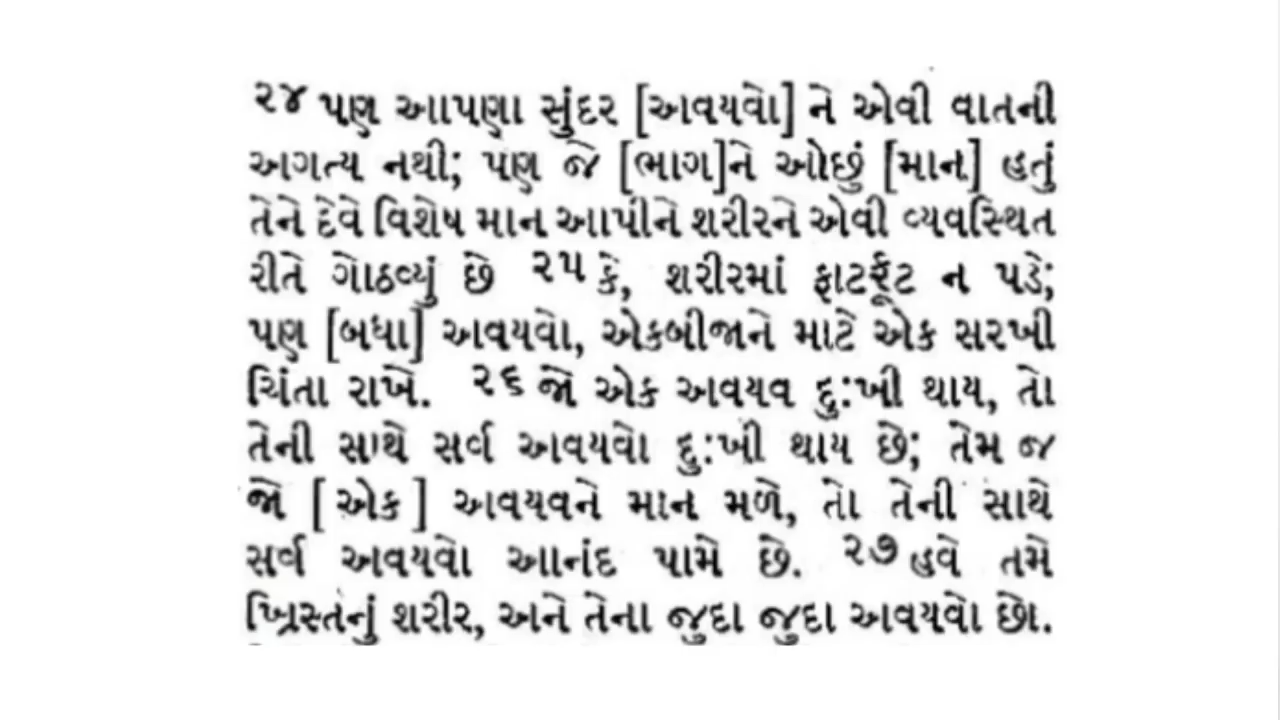 ૨૪ પણ આપણા સુંદર [અવયવો] ને એવી વાતની
અગત્ય નથી; પણ જે [ભાગ]ને ઓછું [માન] હતું
તેને દેવે વિશેષ માન આપીને શરીરને એવી વ્યવસ્થિત
રીતે ગોઠવ્યું છે ૨૫ કે, શરીરમાં ફાટફૂટ ન પડે;
પણ [બધા] અવયવો, એકબીજાને માટે એક સરખી
ચિંતા રાખે. ૨૬ જો એક અવયવ દુ:ખી થાય, તો
તેની સાથે સર્વ અવયવો દુ:ખી થાય છે; તેમ જ
જો [ એક ] અવયવને માન મળે, તો તેની સાથે
સર્વ અવયવો આનંદ પામે છે. ૨૭ હવે તમે
ખ્રિસ્તનું શરીર, અને તેના જુદા જુદા અવયવો છો.